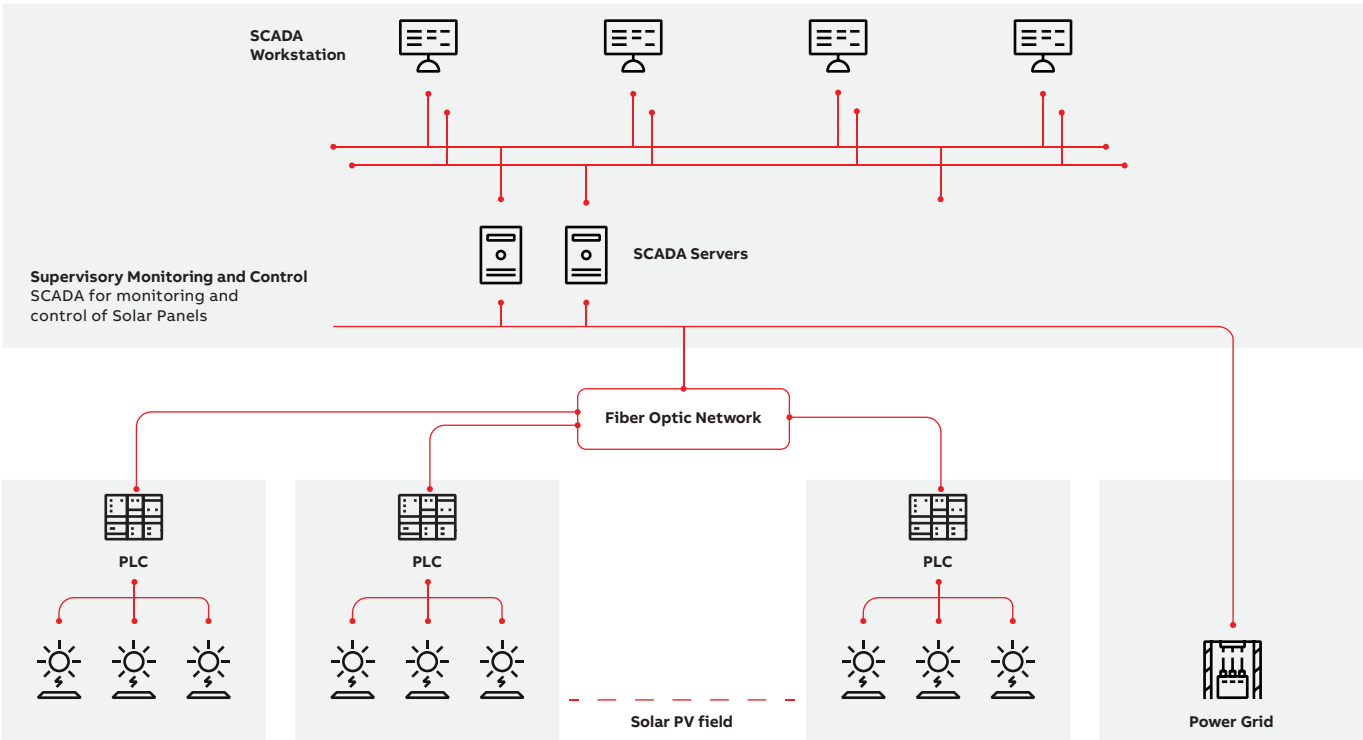 SCADA
Workstation
SCADA Servers
Supervisory Monitoring and Control
SCADA for monitoring and
control of Solar Panels
Fiber Optic Network
PLC
PLC
PLC
Solar PV field
Power Grid